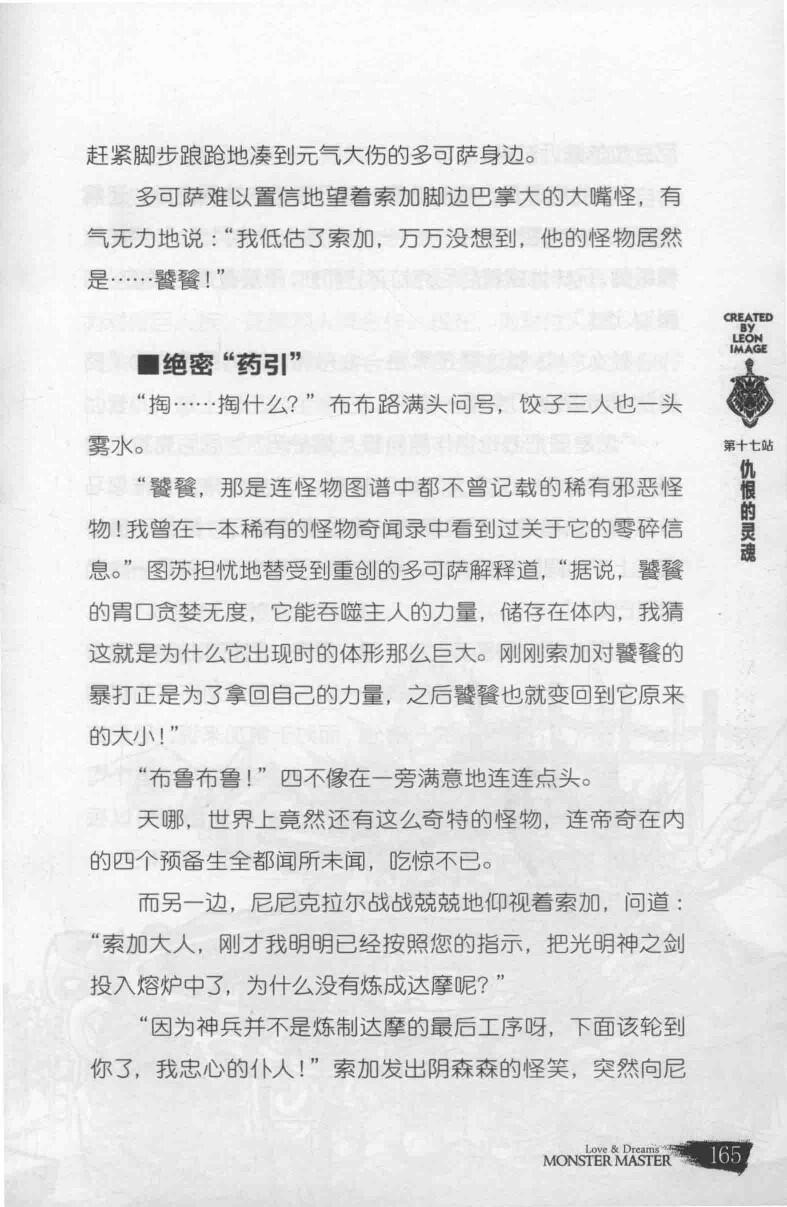 赶紧脚步踉跄地凑到元气大伤的多可萨身边。
多可萨难以置信地望着索加脚边巴掌大的大嘴怪，有
气无力地说：“我低估了索加，万万没想到，他的怪物居然
是……饕餮！”
■绝密“药引”
“掏……掏什么？”布布路满头问号，饺子三人也一头
雾水。
“饕餮，那是连怪物图谱中都不曾记载的稀有邪恶怪
物！我曾在一本稀有的怪物奇闻录中看到过关于它的零碎信
息。”图苏担忧地替受到重创的多可萨解释道，“据说，饕餮
的胃口贪婪无度，它能吞噬主人的力量，储存在体内，我猜
这就是为什么它出现时的体形那么巨大。刚刚索加对饕餮的
暴打正是为了拿回自己的力量，之后饕餮也就变回到它原来
的大小！”
“布鲁布鲁！”四不像在一旁满意地连连点头。
天哪，世界上竟然还有这么奇特的怪物，连帝奇在内
的四个预备生全都闻所未闻，吃惊不已。
而另一边，尼尼克拉尔战战兢兢地仰视着索加，问道：
“索加大人，刚才我明明已经按照您的指示，把光明神之剑
投入熔炉中了，为什么没有炼成达摩呢？”
“因为神兵并不是炼制达摩的最后工序呀，下面该轮到
你了，我忠心的仆人！”索加发出阴森森的怪笑，突然向尼
CREATED
BY
LEON
IMAGE
第十七站
仇恨的灵魂
Love & Dreams
MONSTER MASTER
165